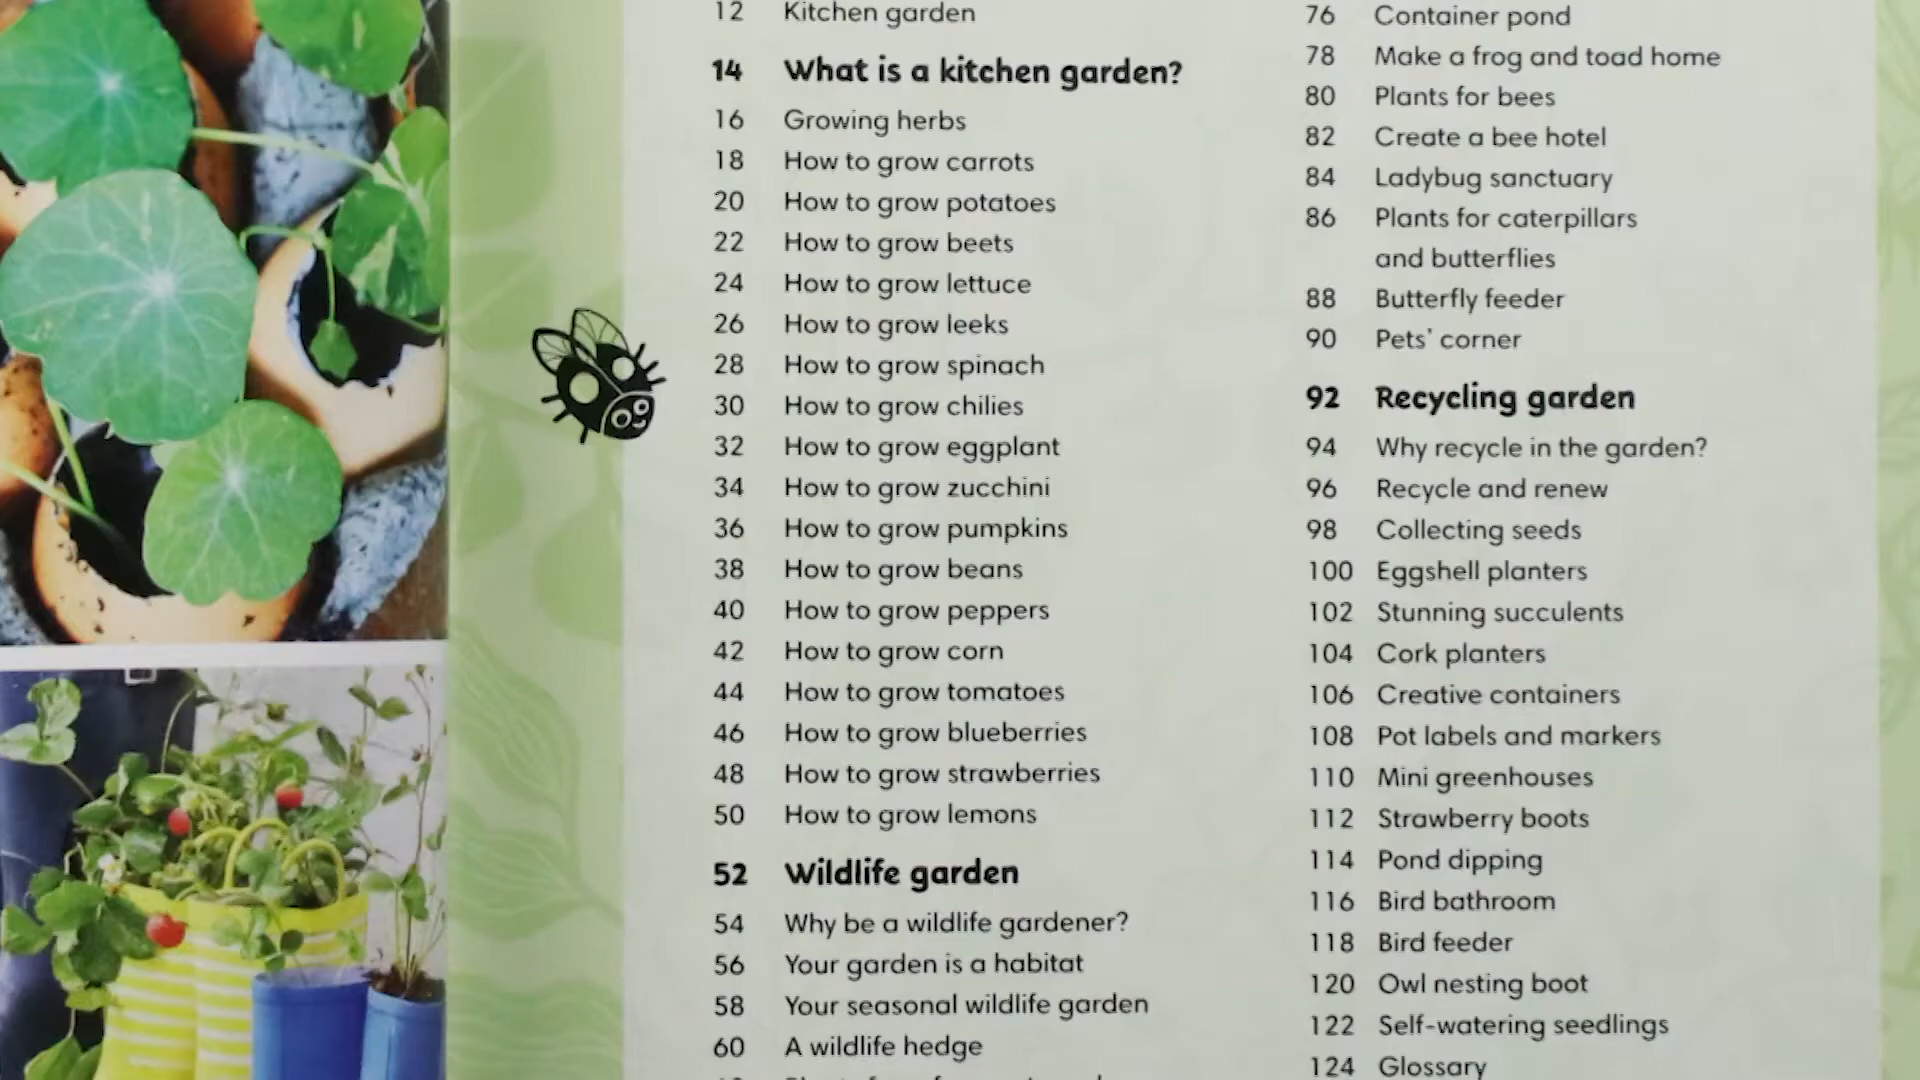 12 Kitchen garden
14 What is a kitchen garden?
16 Growing herbs
18 How to grow carrots
20 How to grow potatoes
22 How to grow beets
24 How to grow lettuce
26 How to grow leeks
28 How to grow spinach
30 How to grow chilies
32 How to grow eggplant
34 How to grow zucchini
36 How to grow pumpkins
38 How to grow beans
40 How to grow peppers
42 How to grow corn
44 How to grow tomatoes
46 How to grow blueberries
48 How to grow strawberries
50 How to grow lemons
52 Wildlife garden
54 Why be a wildlife gardener?
56 Your garden is a habitat
58 Your seasonal wildlife garden
60 A wildlife hedge
76 Container pond
78 Make a frog and toad home
80 Plants for bees
82 Create a bee hotel
84 Ladybug sanctuary
86 Plants for caterpillars
and butterflies
88 Butterfly feeder
90 Pets' corner
92 Recycling garden
94 Why recycle in the garden?
96 Recycle and renew
98 Collecting seeds
100 Eggshell planters
102 Stunning succulents
104 Cork planters
106 Creative containers
108 Pot labels and markers
110 Mini greenhouses
112 Strawberry boots
114 Pond dipping
116 Bird bathroom
118 Bird feeder
120 Owl nesting boot
122 Self-watering seedlings
124 Glossary